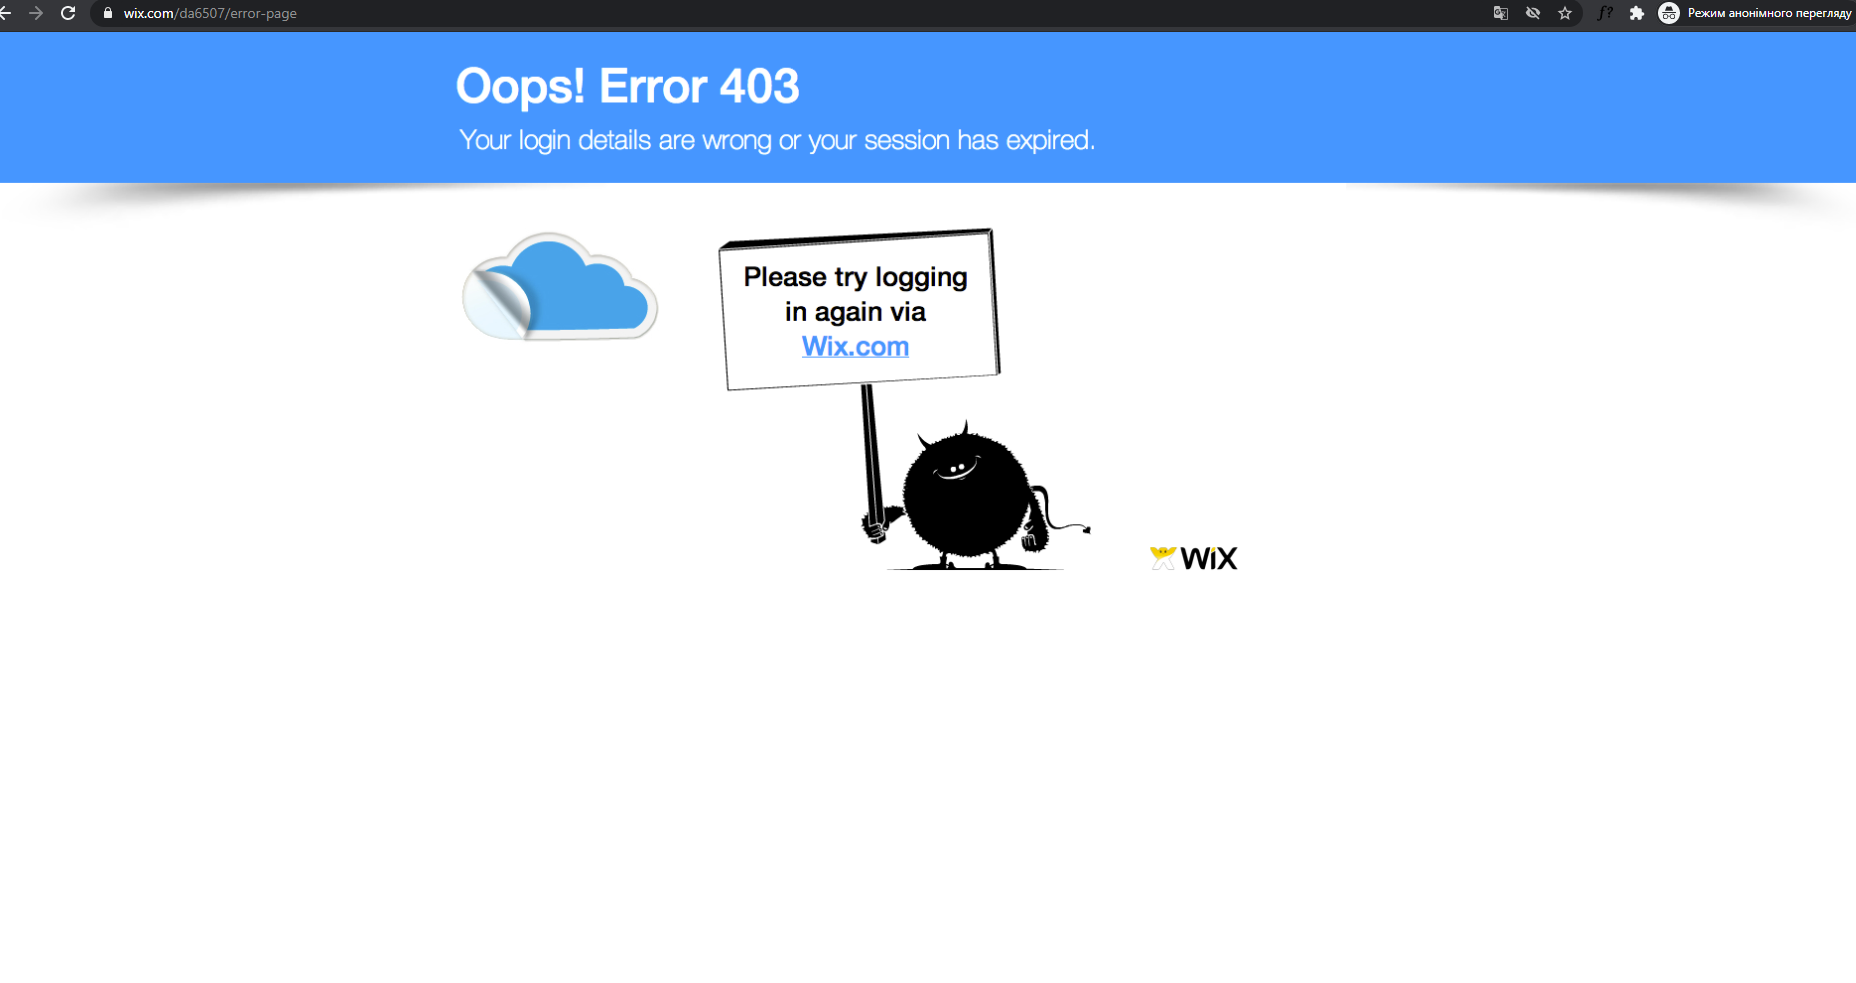 wix.com/da6507/error-page
Режим анонімного перегляду
Oops! Error 403
Your login details are wrong or your session has expired.
Please try logging
in again via
Wix.com
WiX